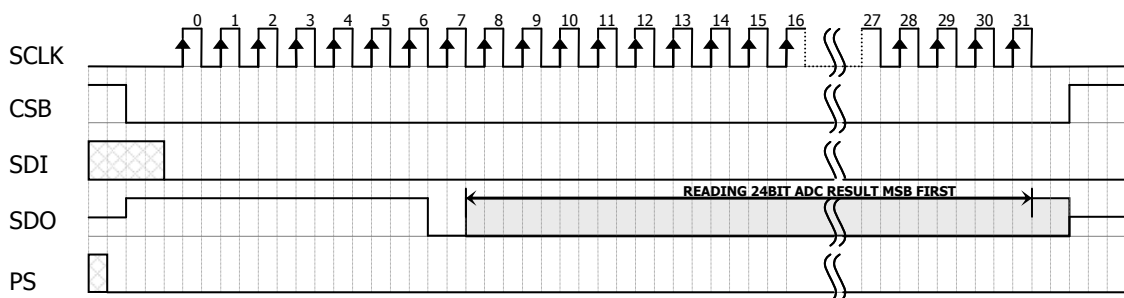 0 1 2 3 4 5 6 7 8 9 10 11 12 13 14 15 16 27 28 29 30 31
SCLK
CSB
SDI
READING 24BIT ADC RESULT MSB FIRST
SDO
PS